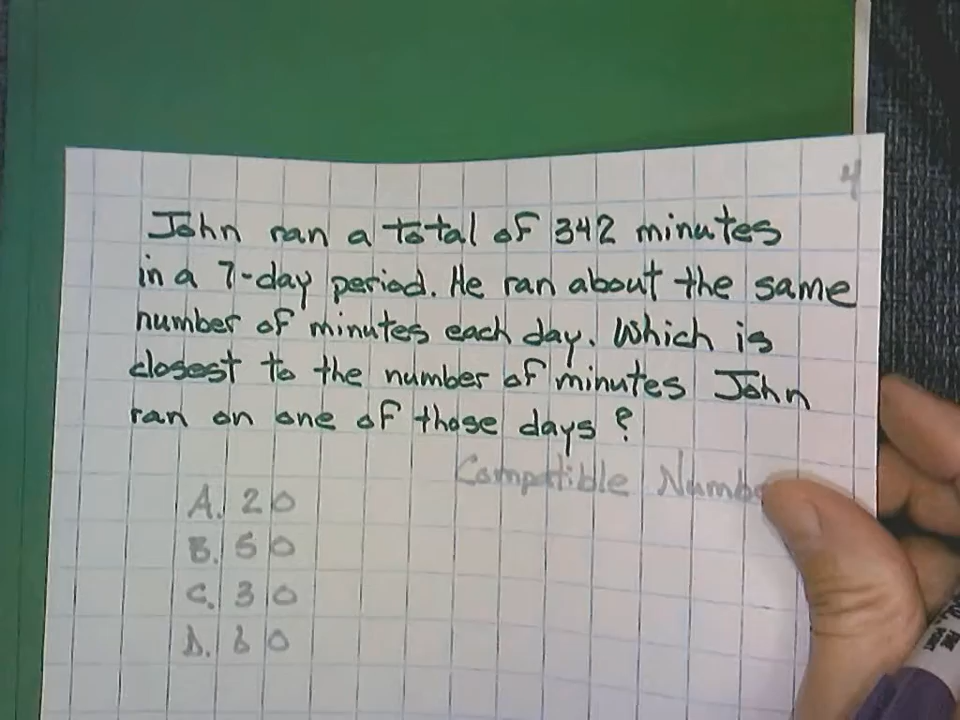 4
John ran a total of 342 minutes
in a 7-day period. He ran about the same
number of minutes each day. Which is
closest to the number of minutes John
ran on one of those days?
Compatible
A. 20
B. 50
C. 30
D. 60